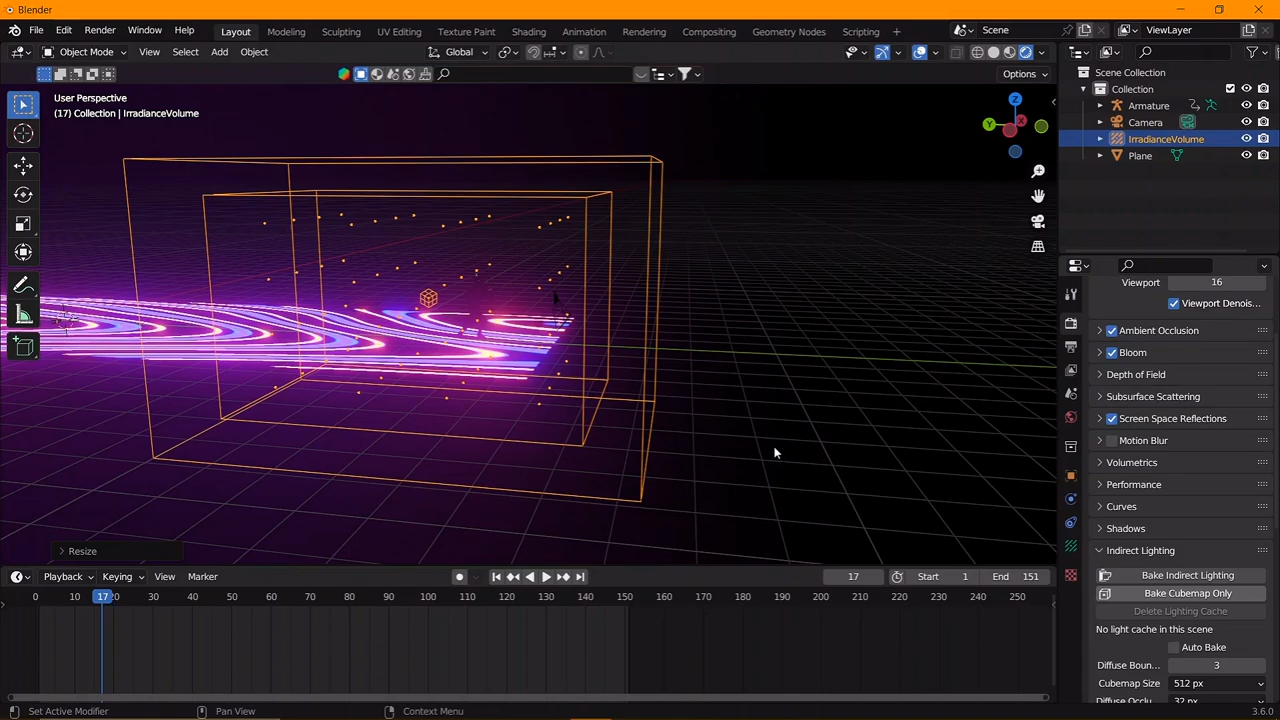 Blender
File Edit Render Window Help Layout Modeling Sculpting UV Editing Texture Paint Shading Animation Rendering Compositing Geometry Nodes Scripting + Scene ViewLayer
Object Mode View Select Add Object Global
Options
User Perspective
(17) Collection | IrradianceVolume
Z
Y
X
Scene Collection
Collection
Armature
Camera
IrradianceVolume
Plane
Viewport 16
Viewport Denois...
Ambient Occlusion
Bloom
Depth of Field
Subsurface Scattering
Screen Space Reflections
Motion Blur
Volumetrics
Performance
Curves
Shadows
Indirect Lighting
Bake Indirect Lighting
Bake Cubemap Only
Delete Lighting Cache
No light cache in this scene
Auto Bake
Diffuse Boun... 3
Cubemap Size 512 px
Diffuse Occlu... 32 px
Resize
Playback Keying View Marker 17 Start 1 End 151
0 10 17 30 40 50 60 70 80 90 100 110 120 130 140 150 160 170 180 190 200 210 220 230 240 250
Set Active Modifier Pan View Context Menu 3.6.0